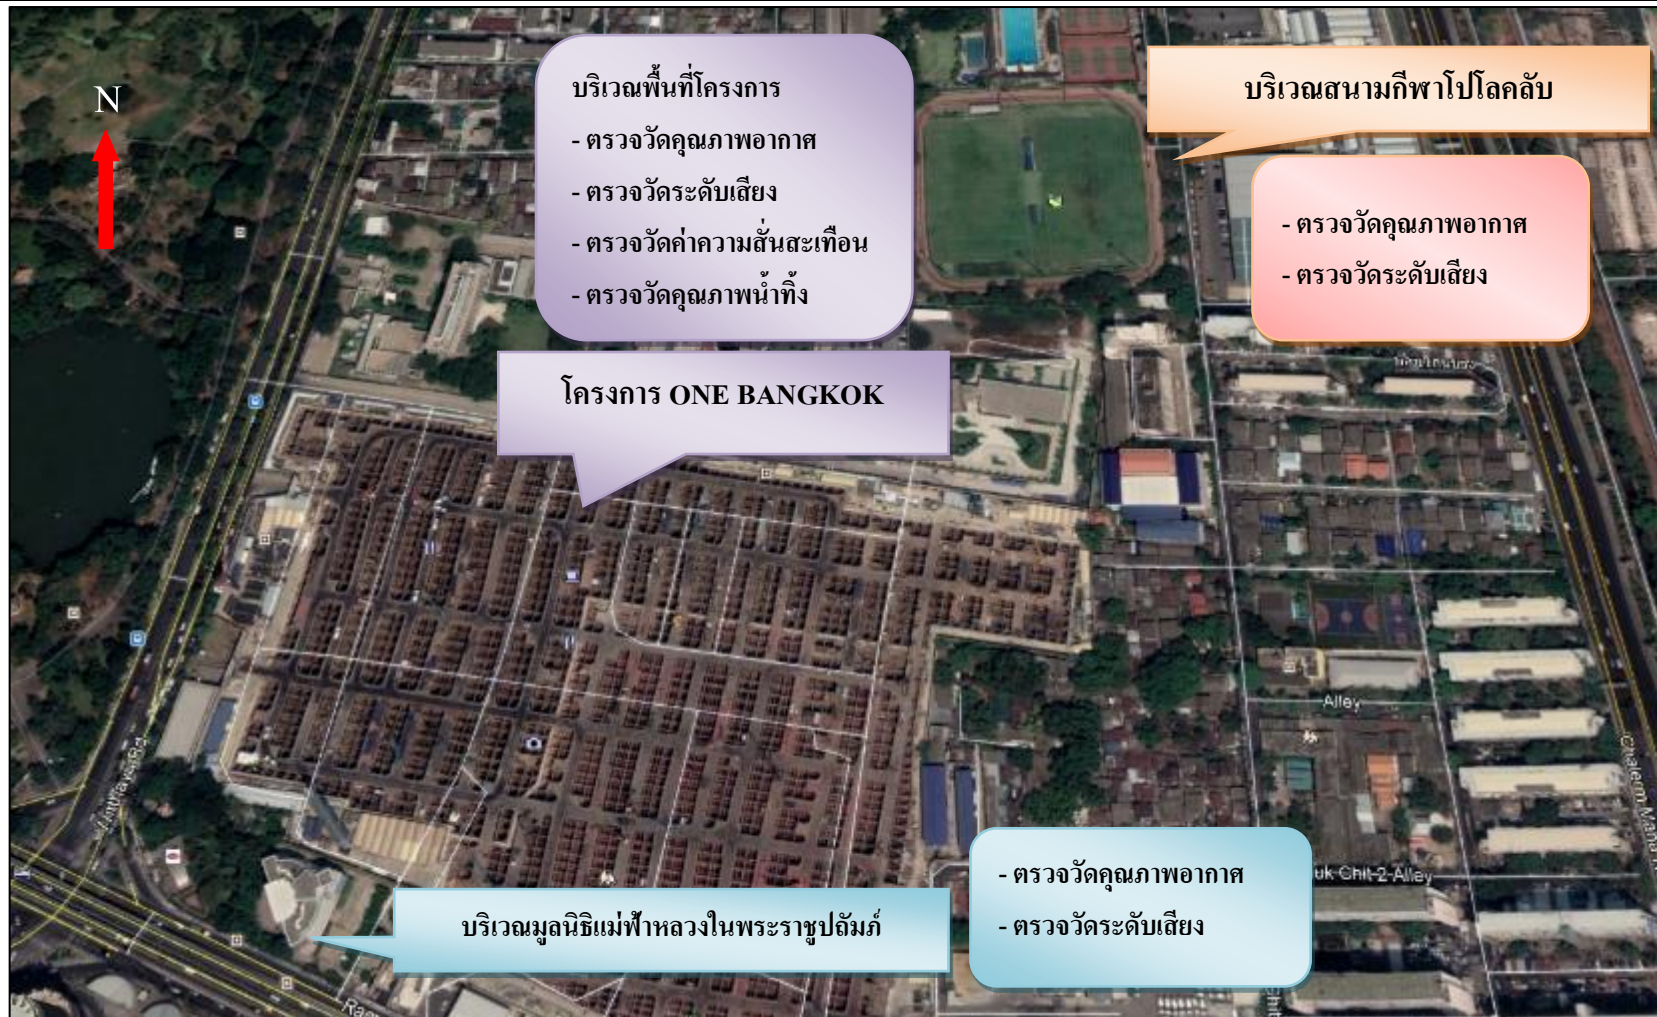 N
บริเวณพื้นที่โครงการ
- ตรวจวัดคุณภาพอากาศ
- ตรวจวัดระดับเสียง
- ตรวจวัดค่าความสั่นสะเทือน
- ตรวจวัดคุณภาพน้ำทิ้ง
บริเวณสนามกีฬาโปโลคลับ
- ตรวจวัดคุณภาพอากาศ
- ตรวจวัดระดับเสียง
โครงการ ONE BANGKOK
Alley
uk Chit 2 Alley
- ตรวจวัดคุณภาพอากาศ
- ตรวจวัดระดับเสียง
บริเวณมูลนิธิแม่ฟ้าหลวงในพระราชูปถัมภ์